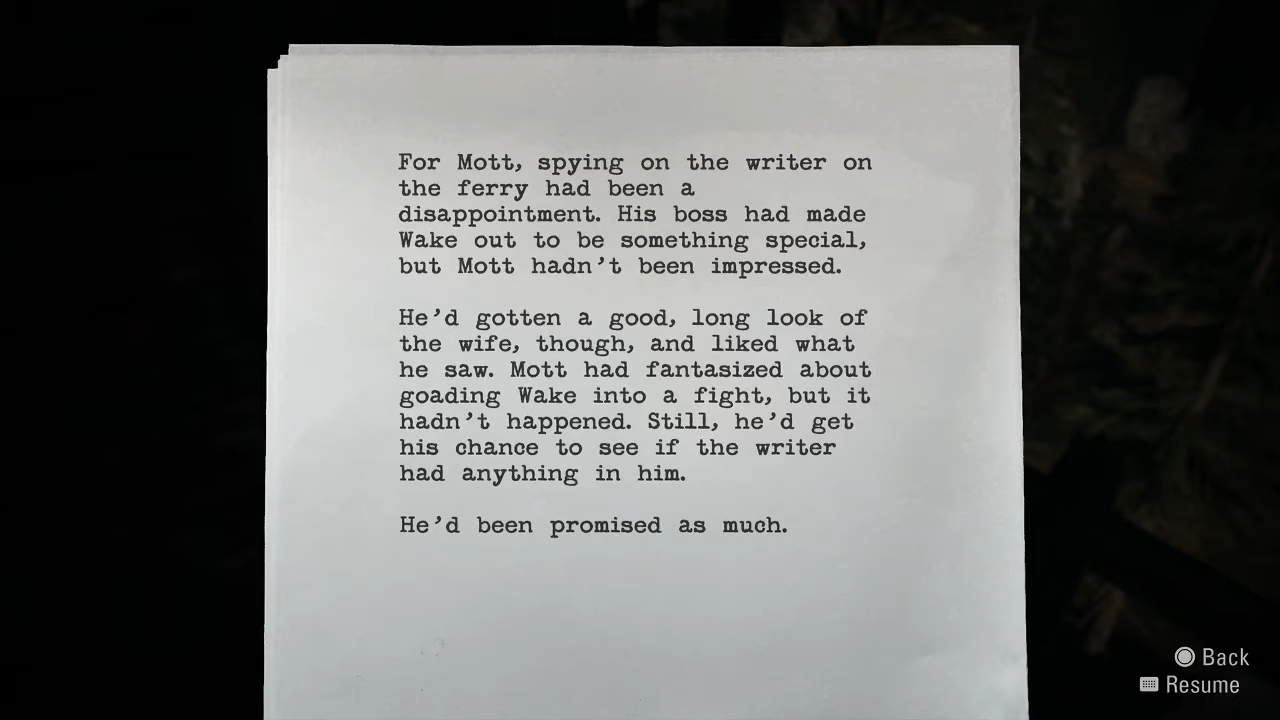 For Mott, spying on the writer on
the ferry had been a
disappointment. His boss had made
Wake out to be something special,
but Mott hadn't been impressed.
He'd gotten a good, long look of
the wife, though, and liked what
he saw. Mott had fantasized about
goading Wake into a fight, but it
hadn't happened. Still, he'd get
his chance to see if the writer
had anything in him.
He'd been promised as much.
Back
Resume